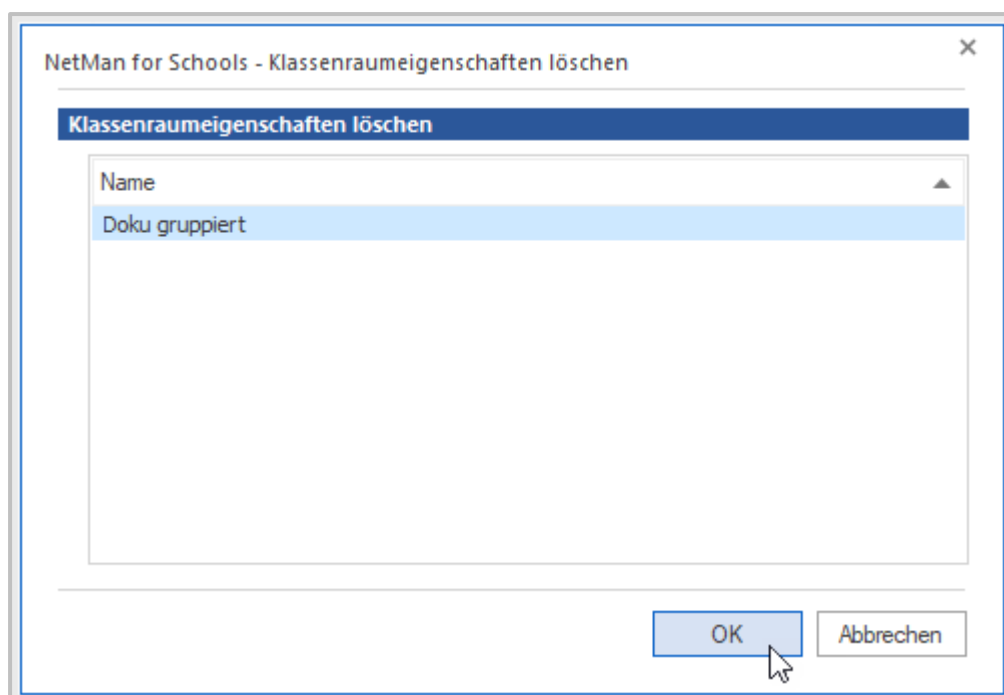 NetMan for Schools - Klassenraumeigenschaften löschen
Klassenraumeigenschaften löschen
Name
Doku gruppiert
OK
Abbrechen